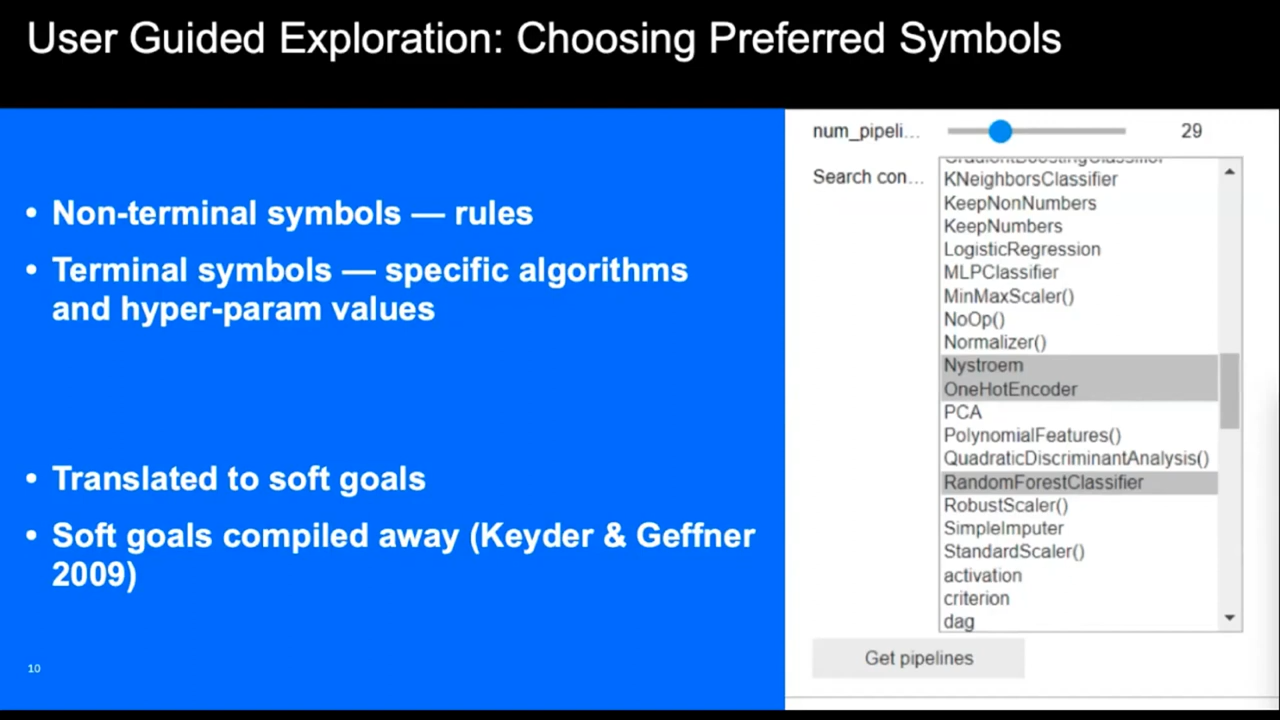 User Guided Exploration: Choosing Preferred Symbols
• Non-terminal symbols — rules
• Terminal symbols — specific algorithms
and hyper-param values
• Translated to soft goals
• Soft goals compiled away (Keyder & Geffner
2009)
10
num_pipeli... 29
Search con...
GradientBoostingClassifier
KNeighborsClassifier
KeepNonNumbers
KeepNumbers
LogisticRegression
MLPClassifier
MinMaxScaler()
NoOp()
Normalizer()
Nystroem
OneHotEncoder
PCA
PolynomialFeatures()
QuadraticDiscriminantAnalysis()
RandomForestClassifier
RobustScaler()
SimpleImputer
StandardScaler()
activation
criterion
dag
Get pipelines